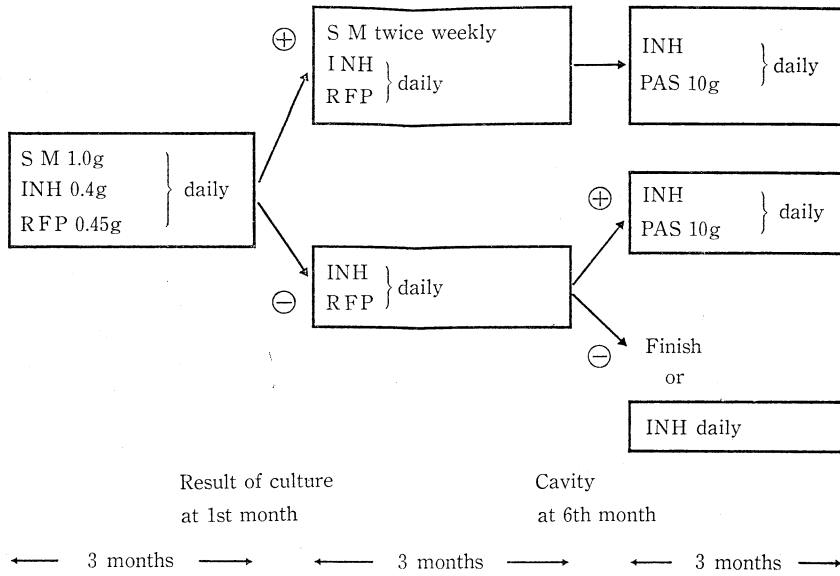 S M 1.0g
INH 0.4g
RFP 0.45g
daily
⊕
S M twice weekly
INH
RFP
daily
INH
PAS 10g
daily
⊖
INH
RFP
daily
⊕
INH
PAS 10g
daily
⊖
Finish
or
INH daily
Result of culture
at 1st month
Cavity
at 6th month
3 months
3 months
3 months